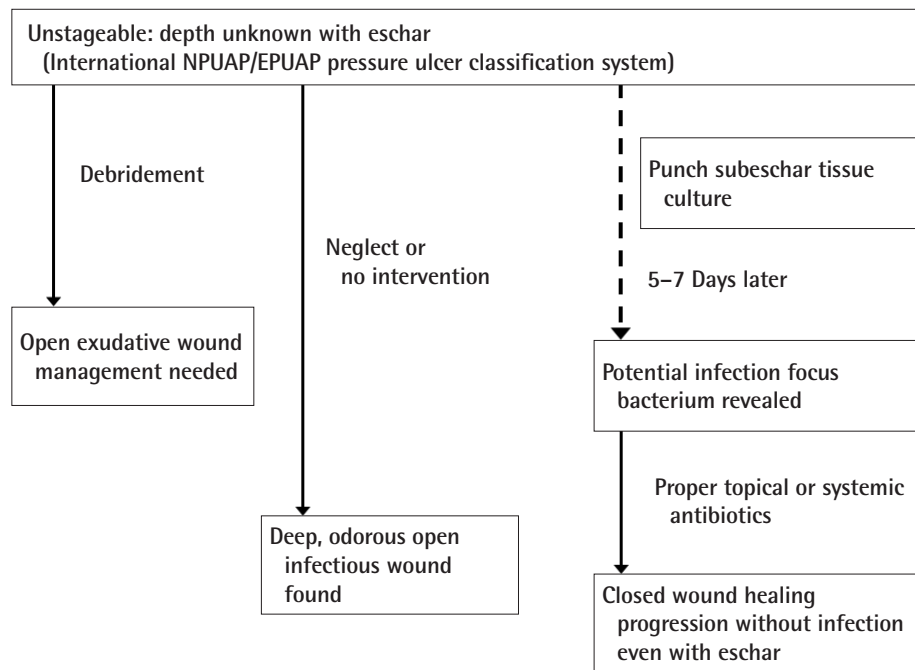 Unstageable: depth unknown with eschar
(International NPUAP/EPUAP pressure ulcer classification system)
Debridement
Punch subeschar tissue
culture
Neglect or
no intervention
5–7 Days later
Open exudative wound
management needed
Potential infection focus
bacterium revealed
Proper topical or systemic
antibiotics
Deep, odorous open
infectious wound
found
Closed wound healing
progression without infection
even with eschar